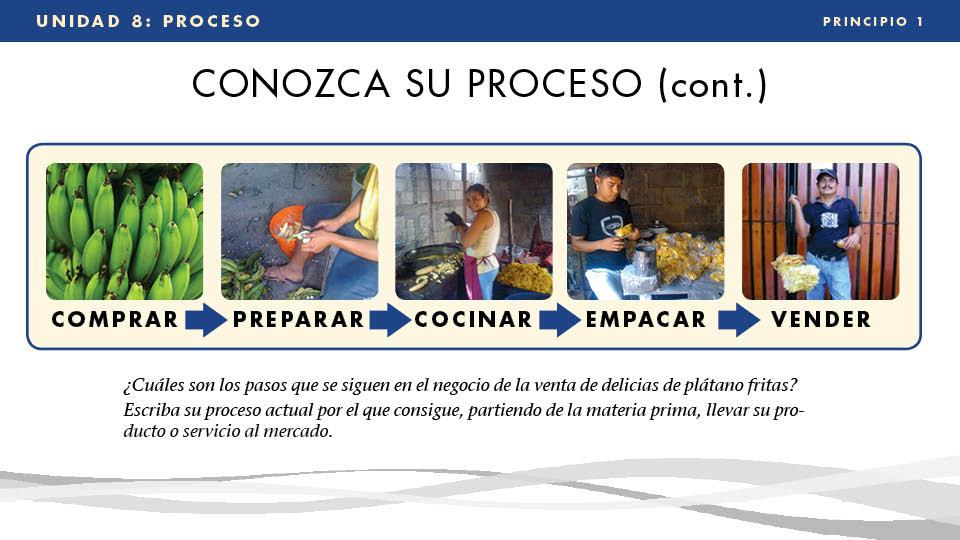 UNIDAD 8: PROCESO
PRINCIPIO 1
CONOZCA SU PROCESO (cont.)
COMPRAR PREPARAR COCINAR EMPACAR VENDER
¿Cuáles son los pasos que se siguen en el negocio de la venta de delicias de plátano fritas?
Escriba su proceso actual por el que consigue, partiendo de la materia prima, llevar su pro-
ducto o servicio al mercado.